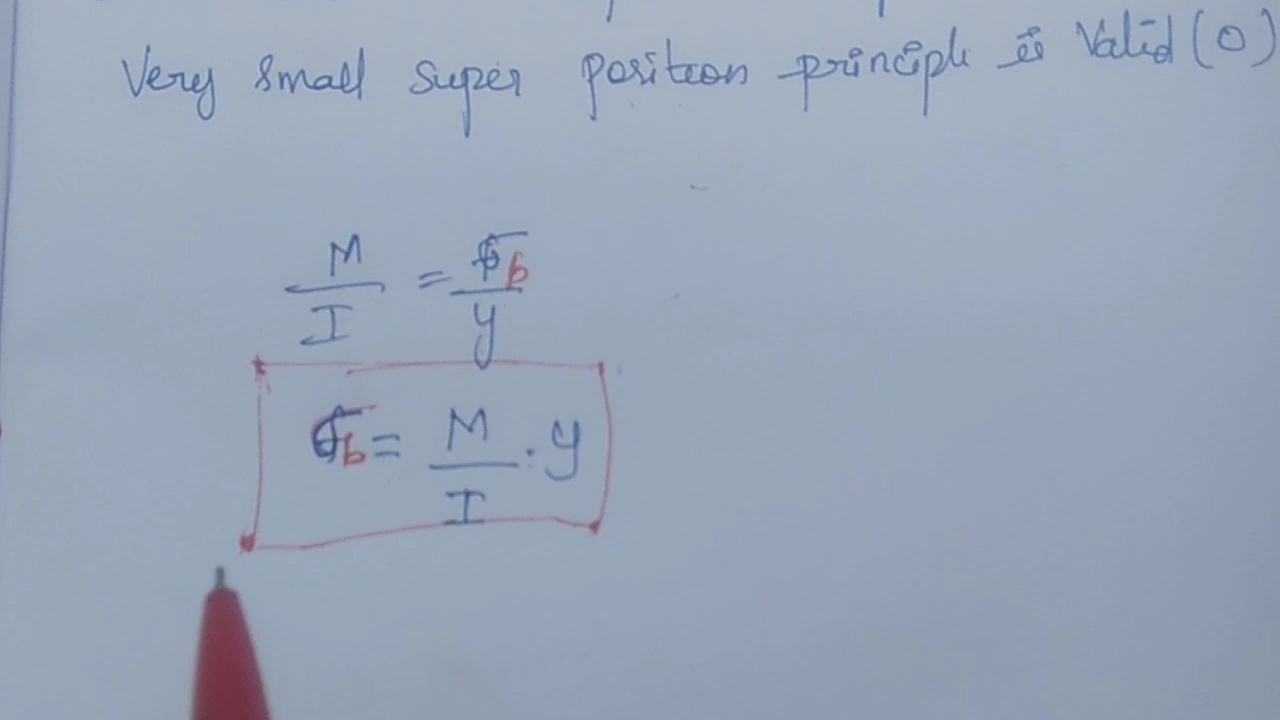 Very small super position principle is Valid (0)
M/I = σb/y
σb = M/I . y